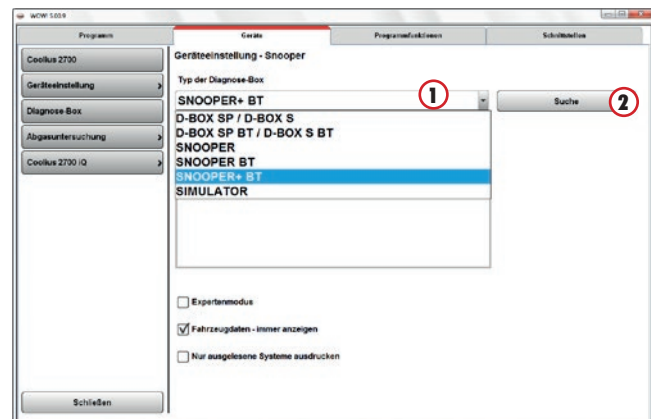 WOW! 5.00.9
Programm
Geräte
Programmfunktionen
Schnittstellen
Coolius 2700
Geräteeinstellung
Diagnose-Box
Abgasuntersuchung
Coolius 2700 iQ
Schließen
Geräteeinstellung - Snooper
Typ der Diagnose-Box
SNOOPER+ BT
1
Suche
2
D-BOX SP / D-BOX S
D-BOX SP BT / D-BOX S BT
SNOOPER
SNOOPER BT
SNOOPER+ BT
SIMULATOR
Expertenmodus
Fahrzeugdaten - immer anzeigen
Nur ausgelesene Systeme ausdrucken